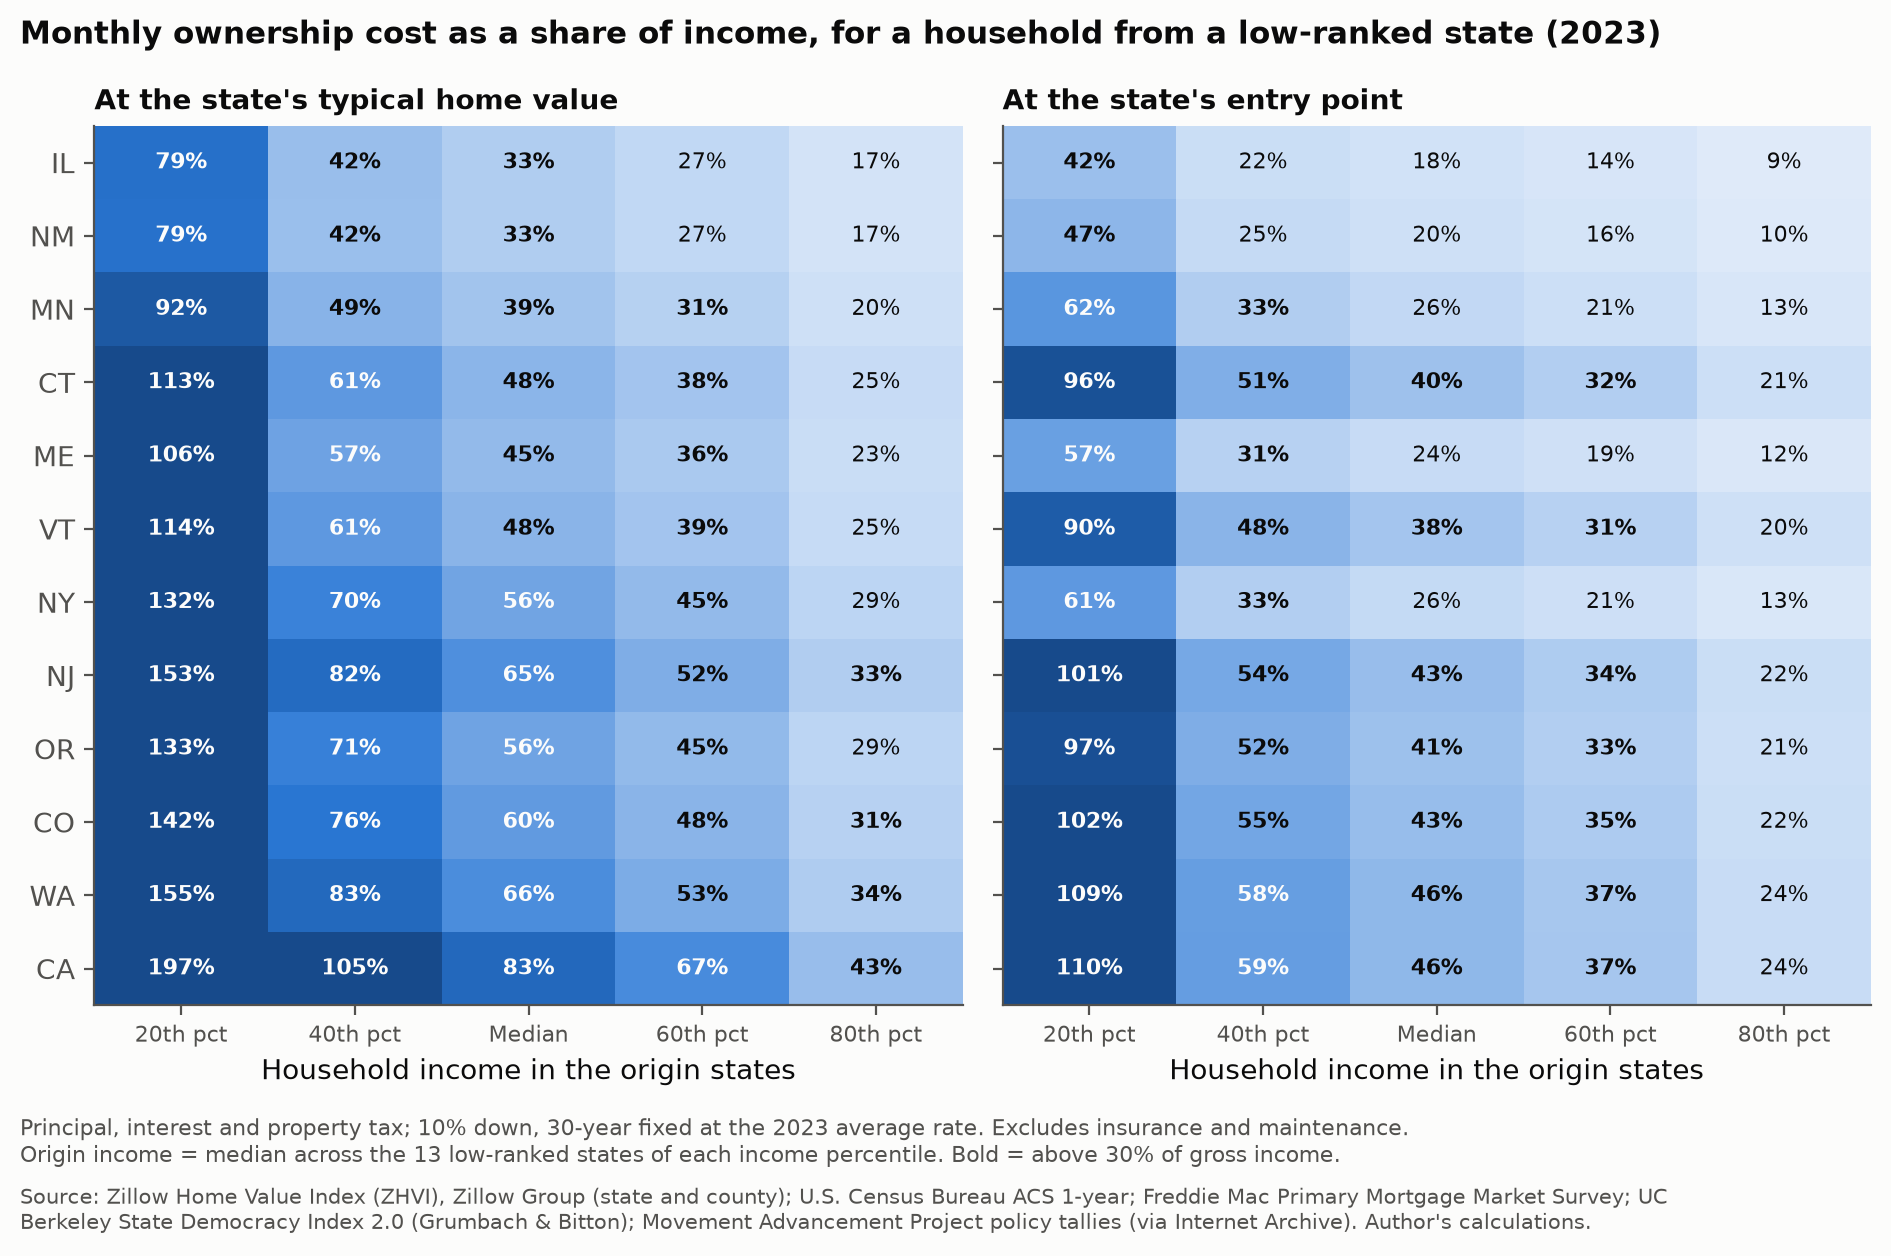 Monthly ownership cost as a share of income, for a household from a low-ranked state (2023)
At the state's typical home value
At the state's entry point
IL 79% 42% 33% 27% 17% 42% 22% 18% 14% 9%
NM 79% 42% 33% 27% 17% 47% 25% 20% 16% 10%
MN 92% 49% 39% 31% 20% 62% 33% 26% 21% 13%
CT 113% 61% 48% 38% 25% 96% 51% 40% 32% 21%
ME 106% 57% 45% 36% 23% 57% 31% 24% 19% 12%
VT 114% 61% 48% 39% 25% 90% 48% 38% 31% 20%
NY 132% 70% 56% 45% 29% 61% 33% 26% 21% 13%
NJ 153% 82% 65% 52% 33% 101% 54% 43% 34% 22%
OR 133% 71% 56% 45% 29% 97% 52% 41% 33% 21%
CO 142% 76% 60% 48% 31% 102% 55% 43% 35% 22%
WA 155% 83% 66% 53% 34% 109% 58% 46% 37% 24%
CA 197% 105% 83% 67% 43% 110% 59% 46% 37% 24%
20th pct 40th pct Median 60th pct 80th pct 20th pct 40th pct Median 60th pct 80th pct
Household income in the origin states
Household income in the origin states
Principal, interest and property tax; 10% down, 30-year fixed at the 2023 average rate. Excludes insurance and maintenance.
Origin income = median across the 13 low-ranked states of each income percentile. Bold = above 30% of gross income.
Source: Zillow Home Value Index (ZHVI), Zillow Group (state and county); U.S. Census Bureau ACS 1-year; Freddie Mac Primary Mortgage Market Survey; UC
Berkeley State Democracy Index 2.0 (Grumbach & Bitton); Movement Advancement Project policy tallies (via Internet Archive). Author's calculations.